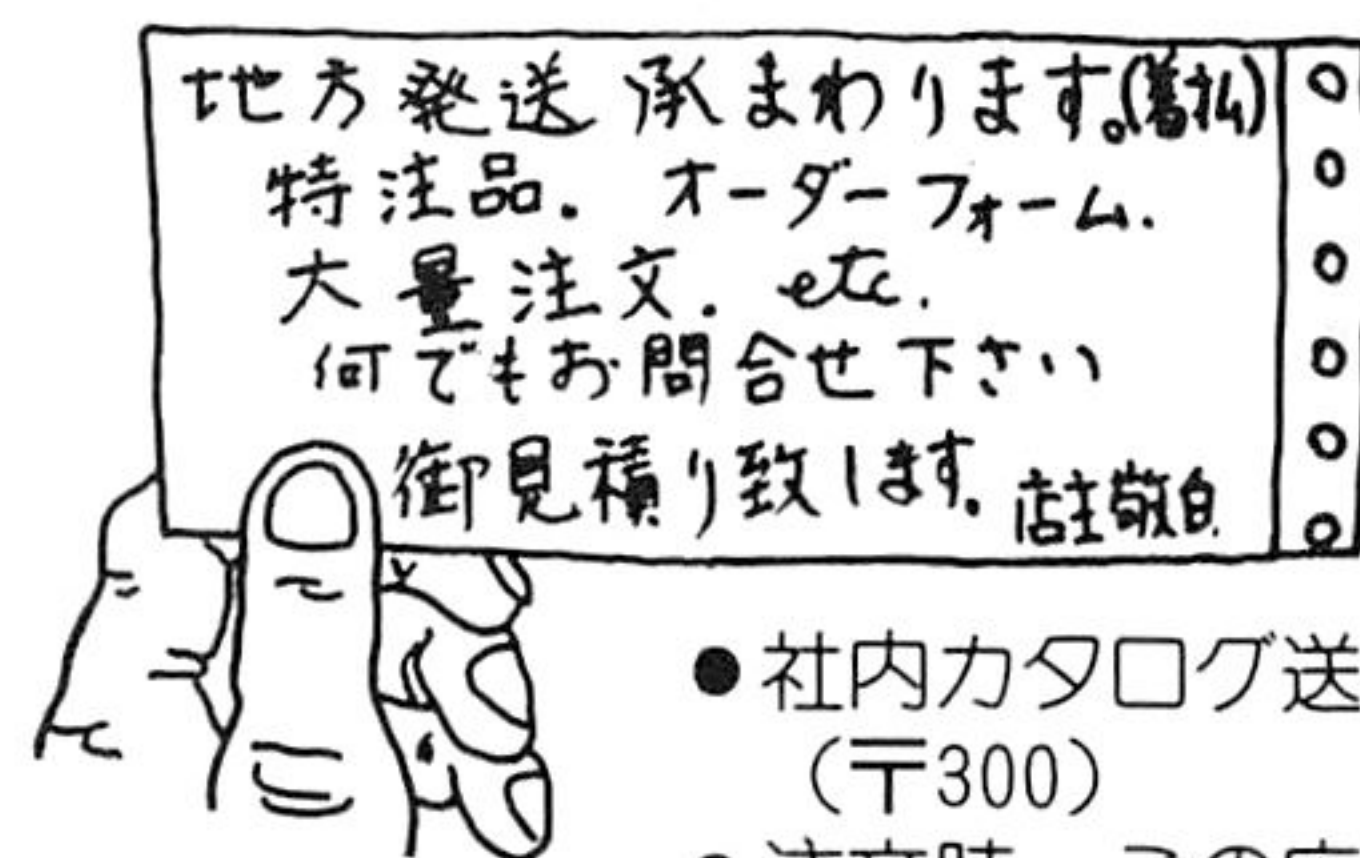 地方発送承まわります。(着払)
特注品. オーダーフォーム.
大量注文. etc.
何でもお問合せ下さい
御見積り致します. 店主敬白.
●社内カタログ送
(〒300)